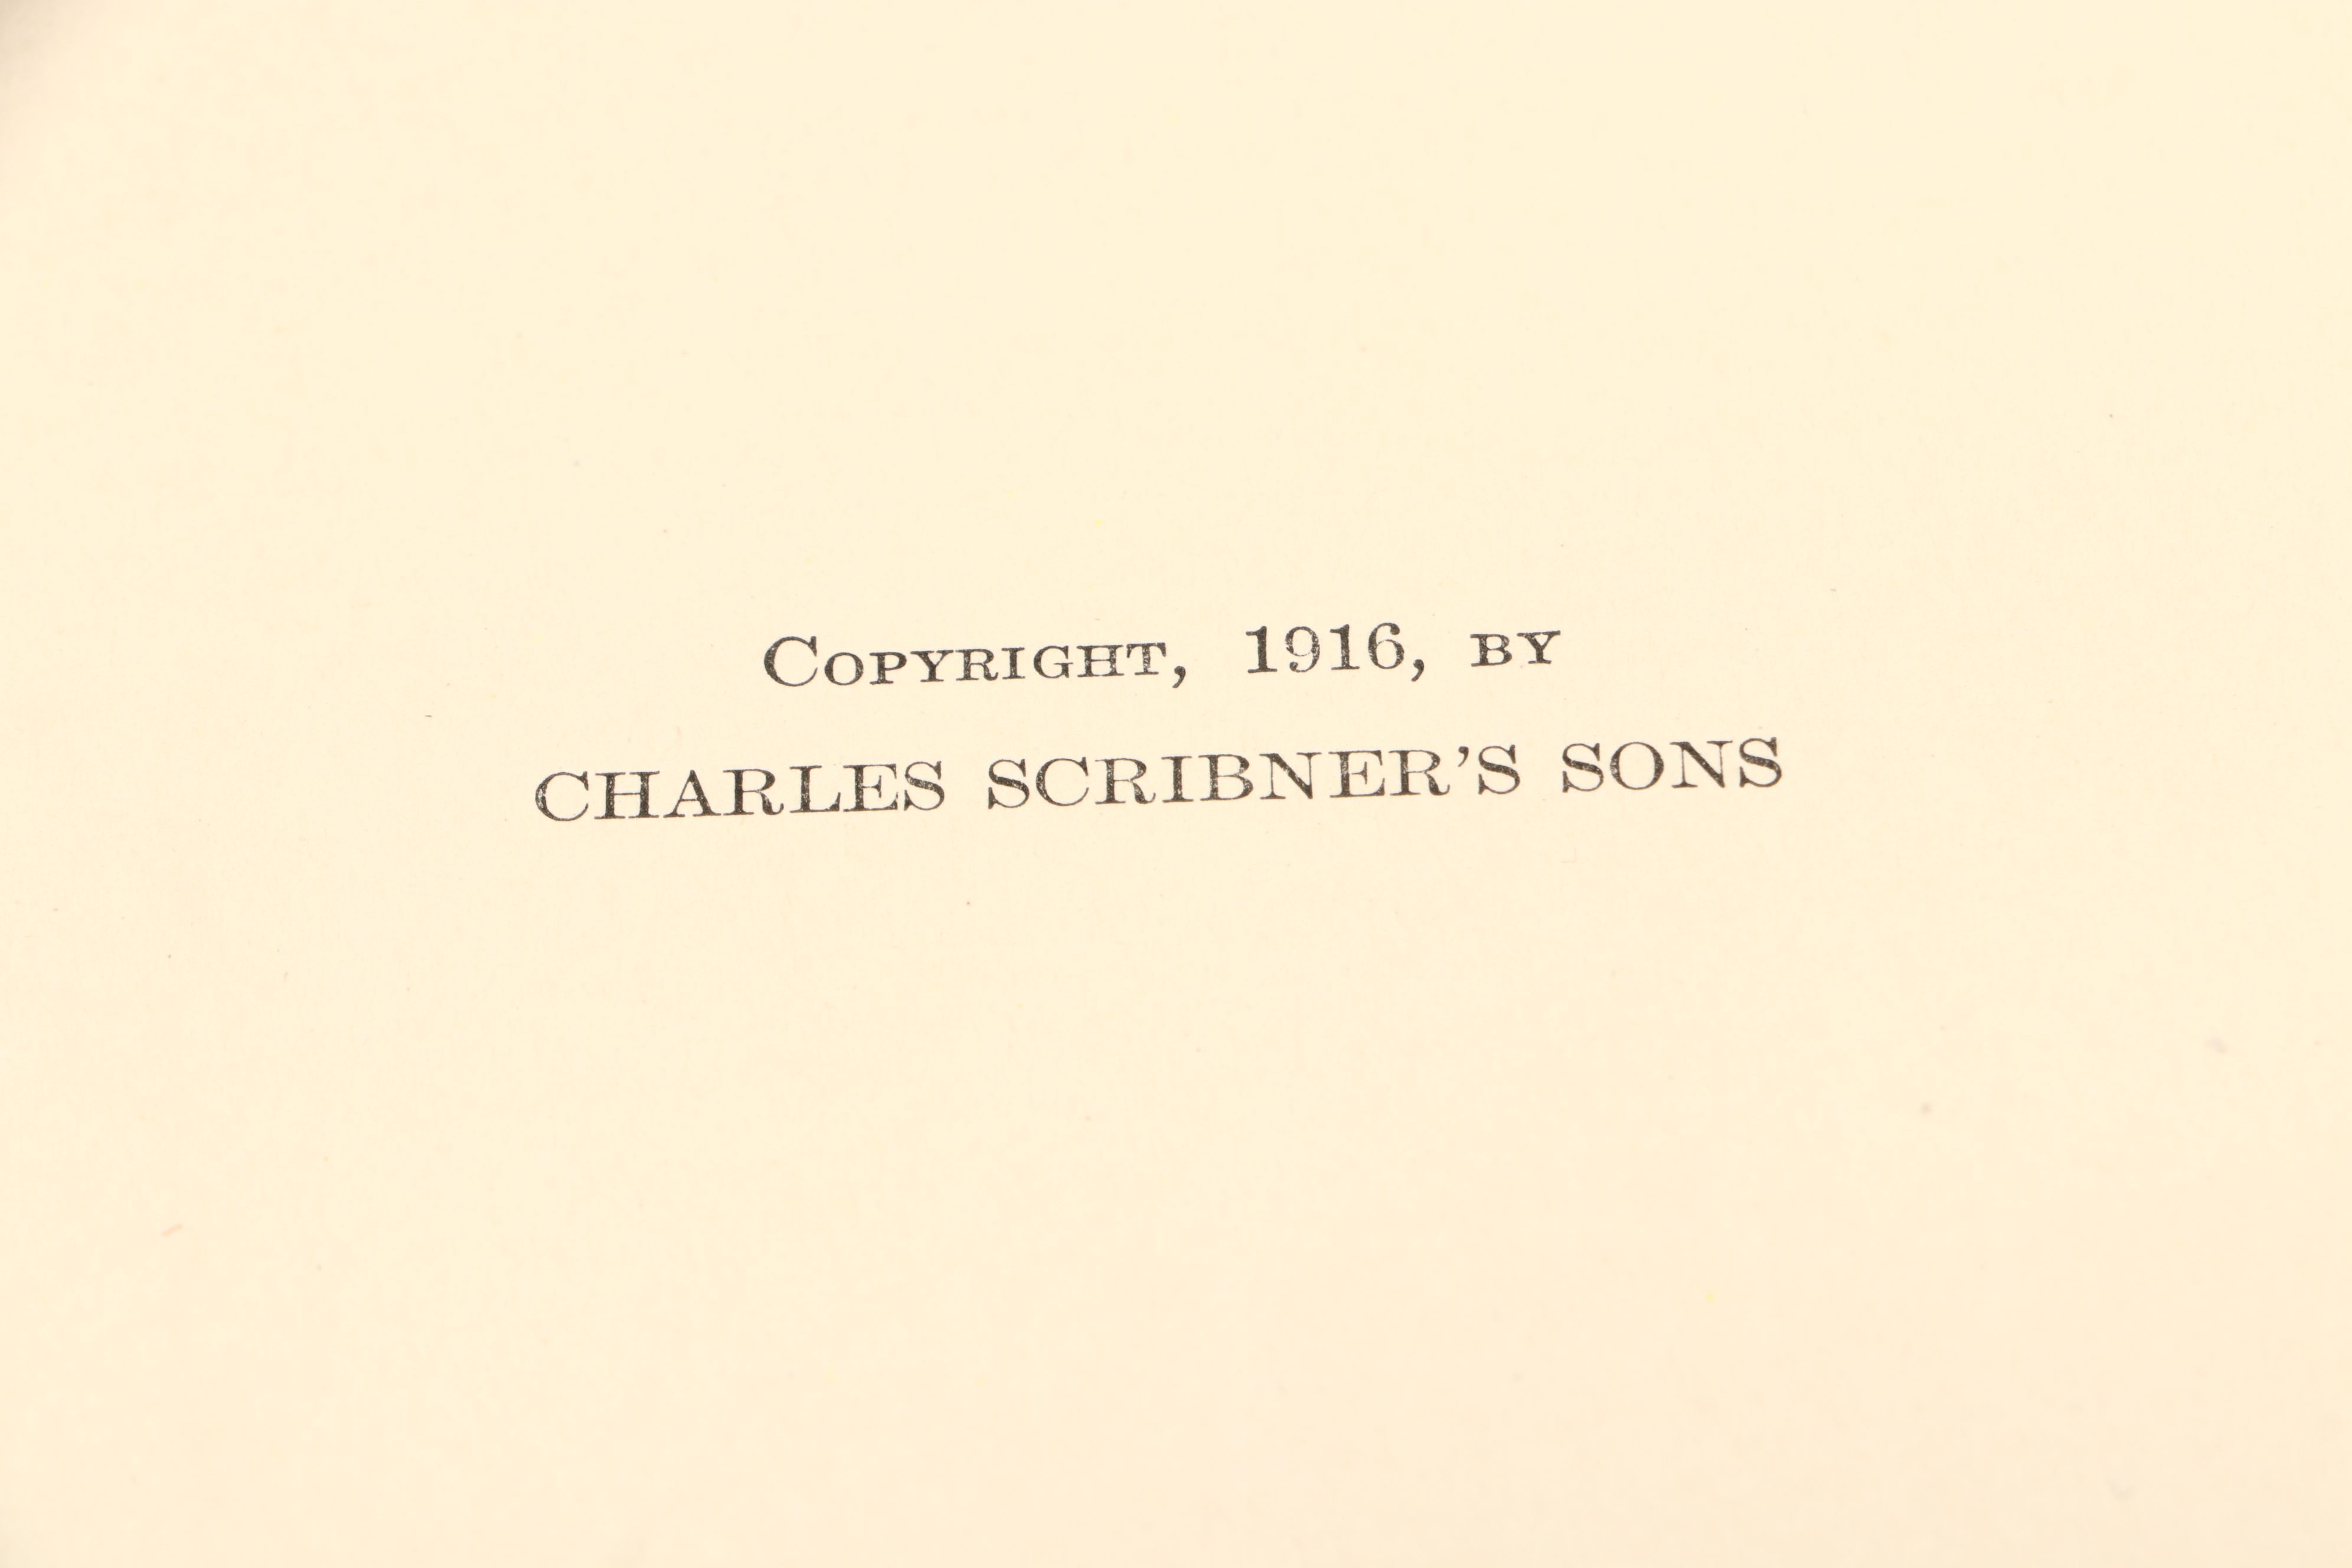 Copyright, 1916, by
CHARLES SCRIBNER'S SONS